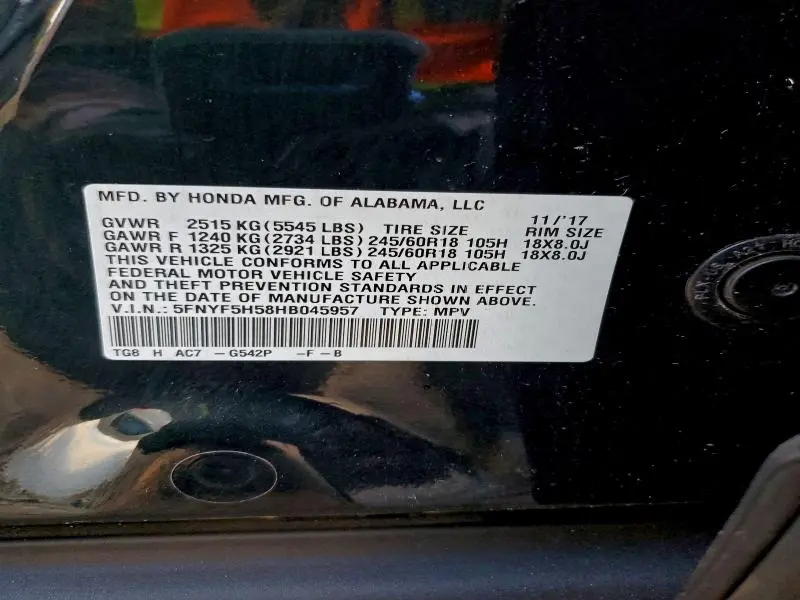 MFD. BY HONDA MFG. OF ALABAMA, LLC 11/'17
GVWR 2515 KG(5545 LBS) TIRE SIZE RIM SIZE
GAWR F 1240 KG(2734 LBS)245/60R18 105H 18X8.0J
GAWR R 1325 KG(2921 LBS)245/60R18 105H 18X8.0J
THIS VEHICLE CONFORMS TO ALL APPLICABLE
FEDERAL MOTOR VEHICLE SAFETY
AND THEFT PREVENTION STANDARDS IN EFFECT
ON THE DATE OF MANUFACTURE SHOWN ABOVE.
V.I.N.: 5FNYF5H58HB045957 TYPE: MPV
TG8 H AC7 -G542P -F-B